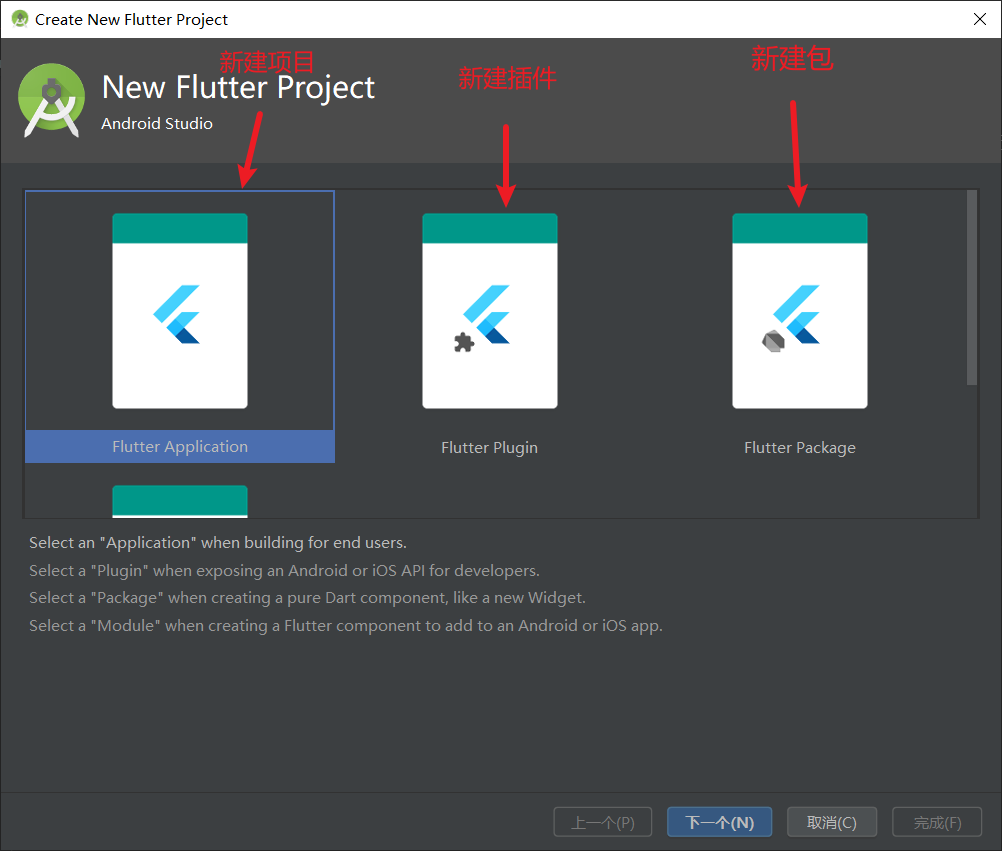 Create New Flutter Project
新建项目
新建插件
新建包
New Flutter Project
Android Studio
Flutter Application
Flutter Plugin
Flutter Package
Select an "Application" when building for end users.
Select a "Plugin" when exposing an Android or iOS API for developers.
Select a "Package" when creating a pure Dart component, like a new Widget.
Select a "Module" when creating a Flutter component to add to an Android or iOS app.
上一个(P)
下一个(N)
取消(C)
完成(F)